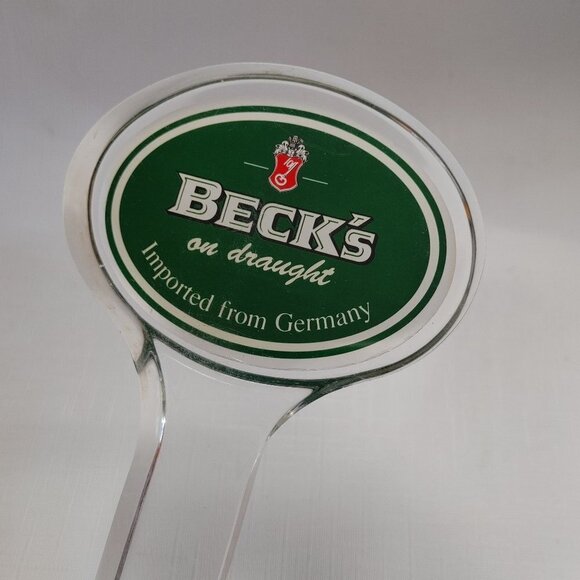 BECK'S
on draught
Imported from Germany